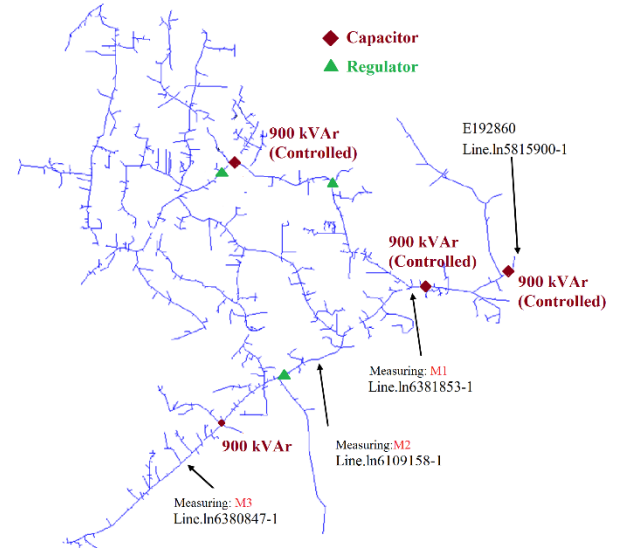 Capacitor
Regulator
900 kVAr
(Controlled)
E192860
Line.ln5815900-1
900 kVAr
(Controlled)
900 kVAr
(Controlled)
Measuring: M1
Line.ln6381853-1
900 kVAr
Measuring: M2
Line.ln6109158-1
Measuring: M3
Line.ln6380847-1